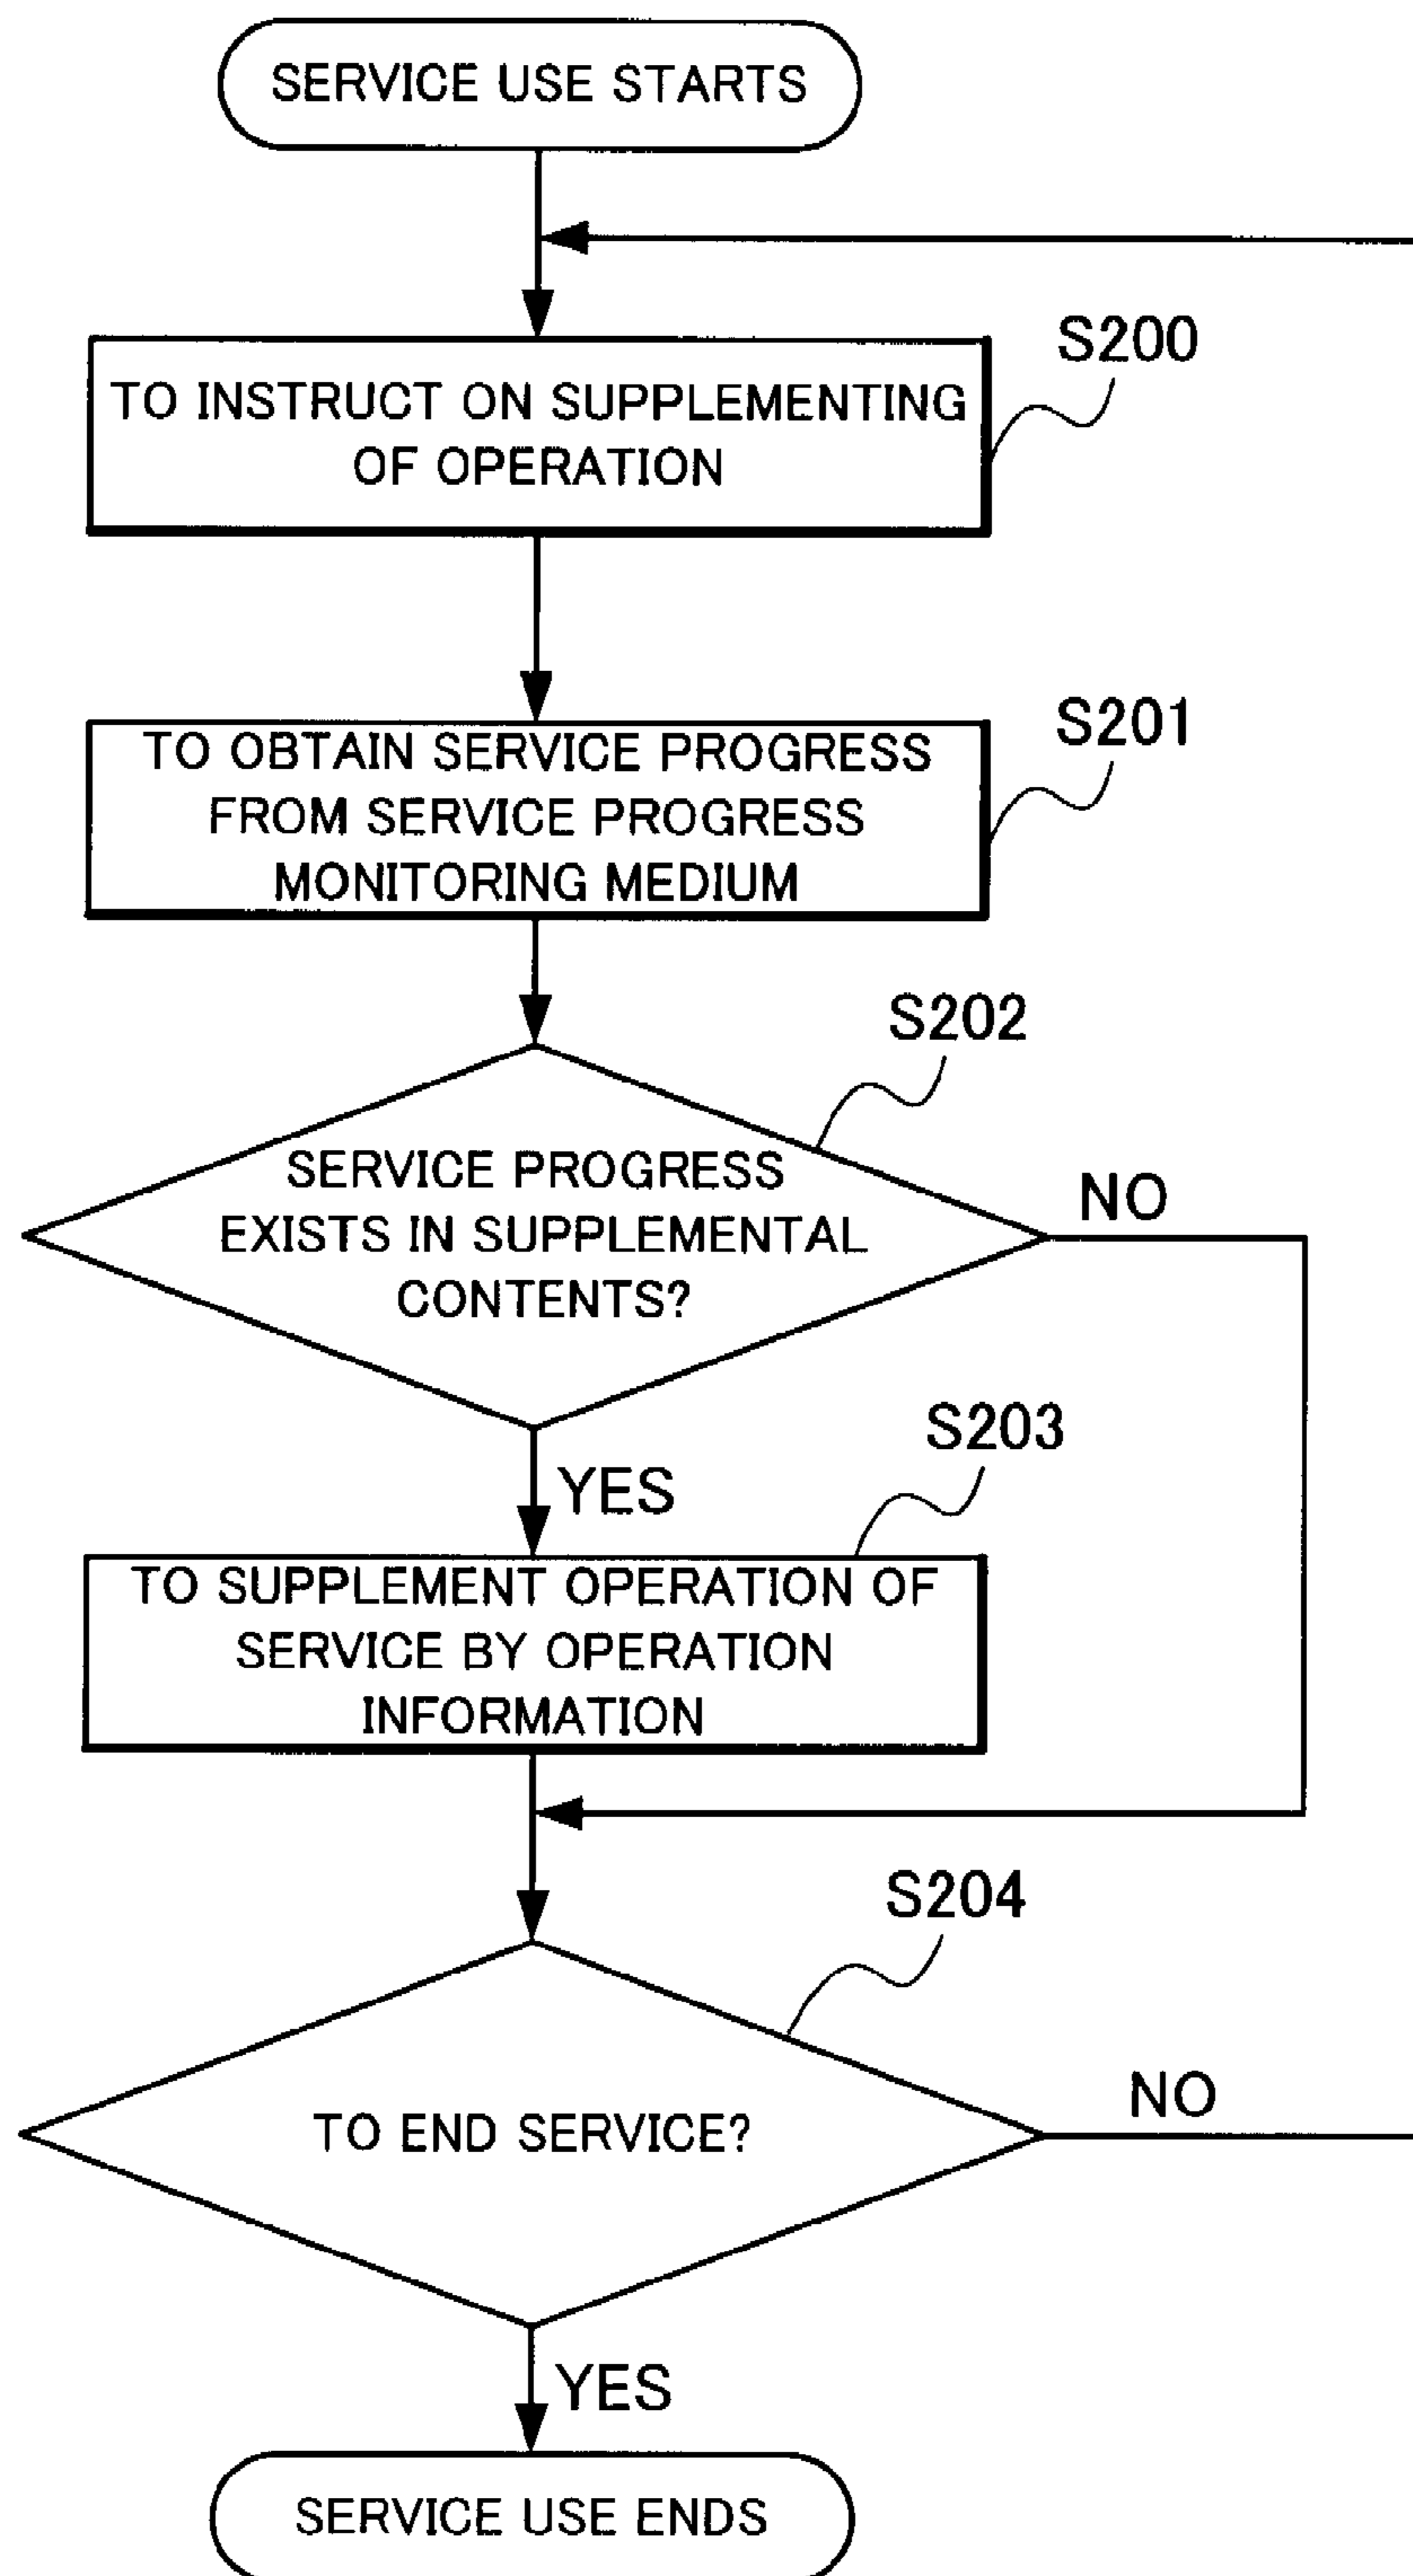 SERVICE USE STARTS
S200
TO INSTRUCT ON SUPPLEMENTING
OF OPERATION
S201
TO OBTAIN SERVICE PROGRESS
FROM SERVICE PROGRESS
MONITORING MEDIUM
S202
SERVICE PROGRESS
EXISTS IN SUPPLEMENTAL
CONTENTS?
NO
YES
S203
TO SUPPLEMENT OPERATION OF
SERVICE BY OPERATION
INFORMATION
S204
TO END SERVICE?
NO
YES
SERVICE USE ENDS